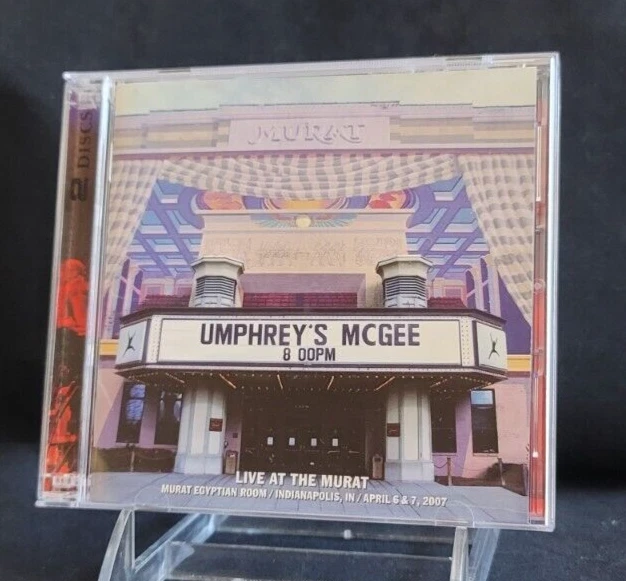 2 DISCS
MURAT
UMPHREY'S MCGEE
8 00PM
LIVE AT THE MURAT
MURAT EGYPTIAN ROOM / INDIANAPOLIS, IN / APRIL 6 & 7, 2007